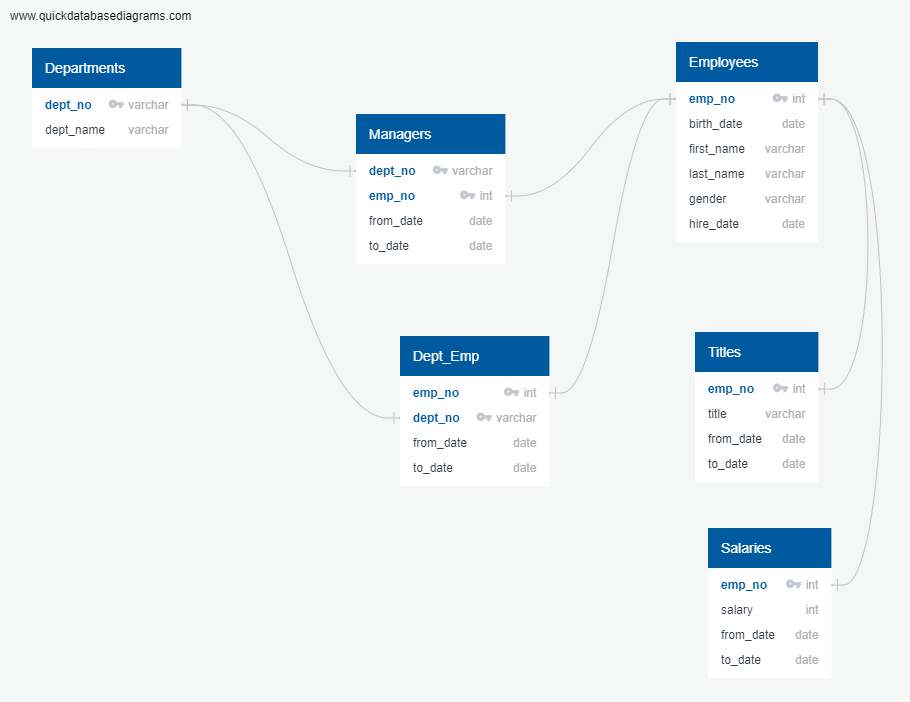 www.quickdatabasediagrams.com
Departments
dept_no varchar
dept_name varchar
Managers
dept_no varchar
emp_no int
from_date date
to_date date
Employees
emp_no int
birth_date date
first_name varchar
last_name varchar
gender varchar
hire_date date
Dept_Emp
emp_no int
dept_no varchar
from_date date
to_date date
Titles
emp_no int
title varchar
from_date date
to_date date
Salaries
emp_no int
salary int
from_date date
to_date date